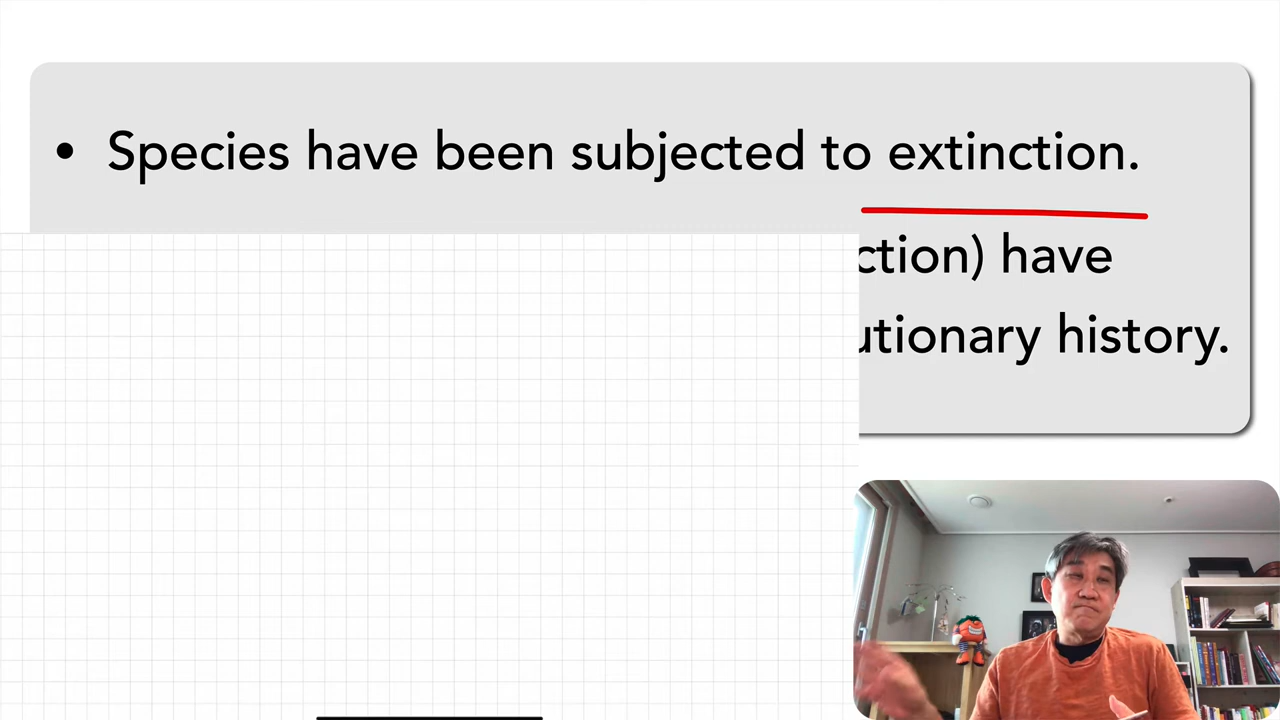 • Species have been subjected to extinction.
ction) have
utionary history.